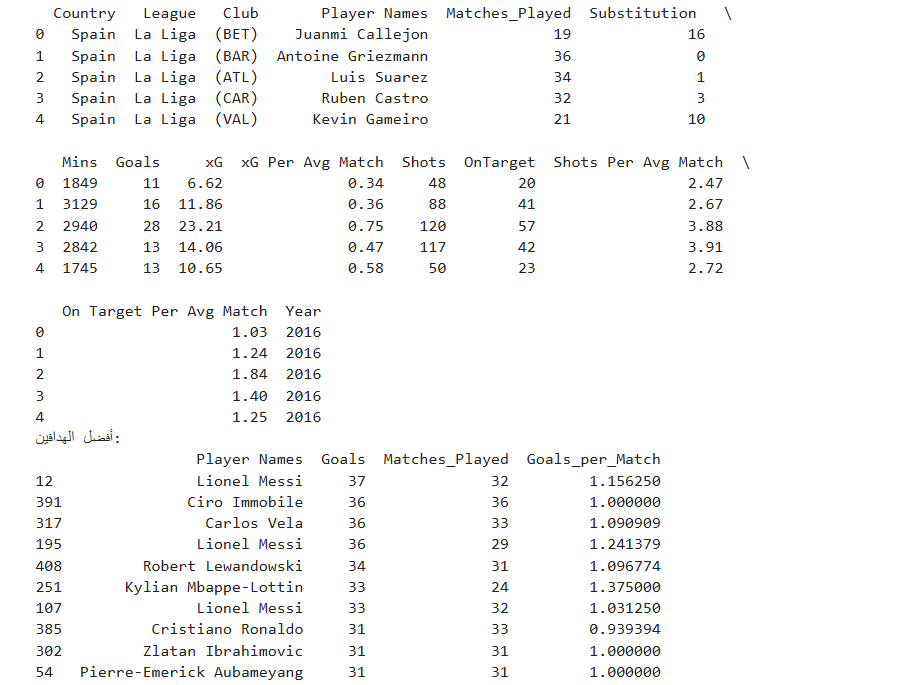 Country League Club Player Names Matches_Played Substitution \
0 Spain La Liga (BET) Juanmi Callejon 19 16
1 Spain La Liga (BAR) Antoine Griezmann 36 0
2 Spain La Liga (ATL) Luis Suarez 34 1
3 Spain La Liga (CAR) Ruben Castro 32 3
4 Spain La Liga (VAL) Kevin Gameiro 21 10
Mins Goals xG xG Per Avg Match Shots OnTarget Shots Per Avg Match \
0 1849 11 6.62 0.34 48 20 2.47
1 3129 16 11.86 0.36 88 41 2.67
2 2940 28 23.21 0.75 120 57 3.88
3 2842 13 14.06 0.47 117 42 3.91
4 1745 13 10.65 0.58 50 23 2.72
On Target Per Avg Match Year
0 1.03 2016
1 1.24 2016
2 1.84 2016
3 1.40 2016
4 1.25 2016
أفضل الهدافين:
Player Names Goals Matches_Played Goals_per_Match
12 Lionel Messi 37 32 1.156250
391 Ciro Immobile 36 36 1.000000
317 Carlos Vela 36 33 1.090909
195 Lionel Messi 36 29 1.241379
408 Robert Lewandowski 34 31 1.096774
251 Kylian Mbappe-Lottin 33 24 1.375000
107 Lionel Messi 33 32 1.031250
385 Cristiano Ronaldo 31 33 0.939394
302 Zlatan Ibrahimovic 31 31 1.000000
54 Pierre-Emerick Aubameyang 31 31 1.000000